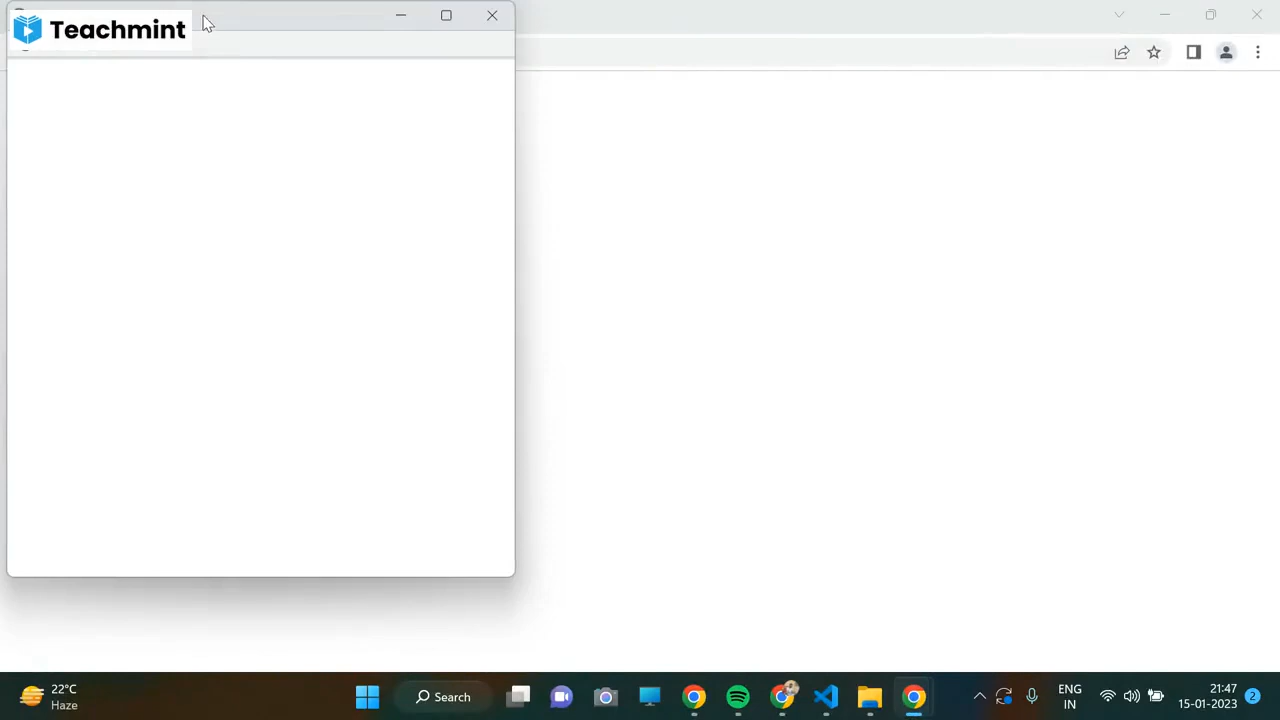 Teachmint
22°C
Haze
Search
ENG
IN
21:47
15-01-2023
2